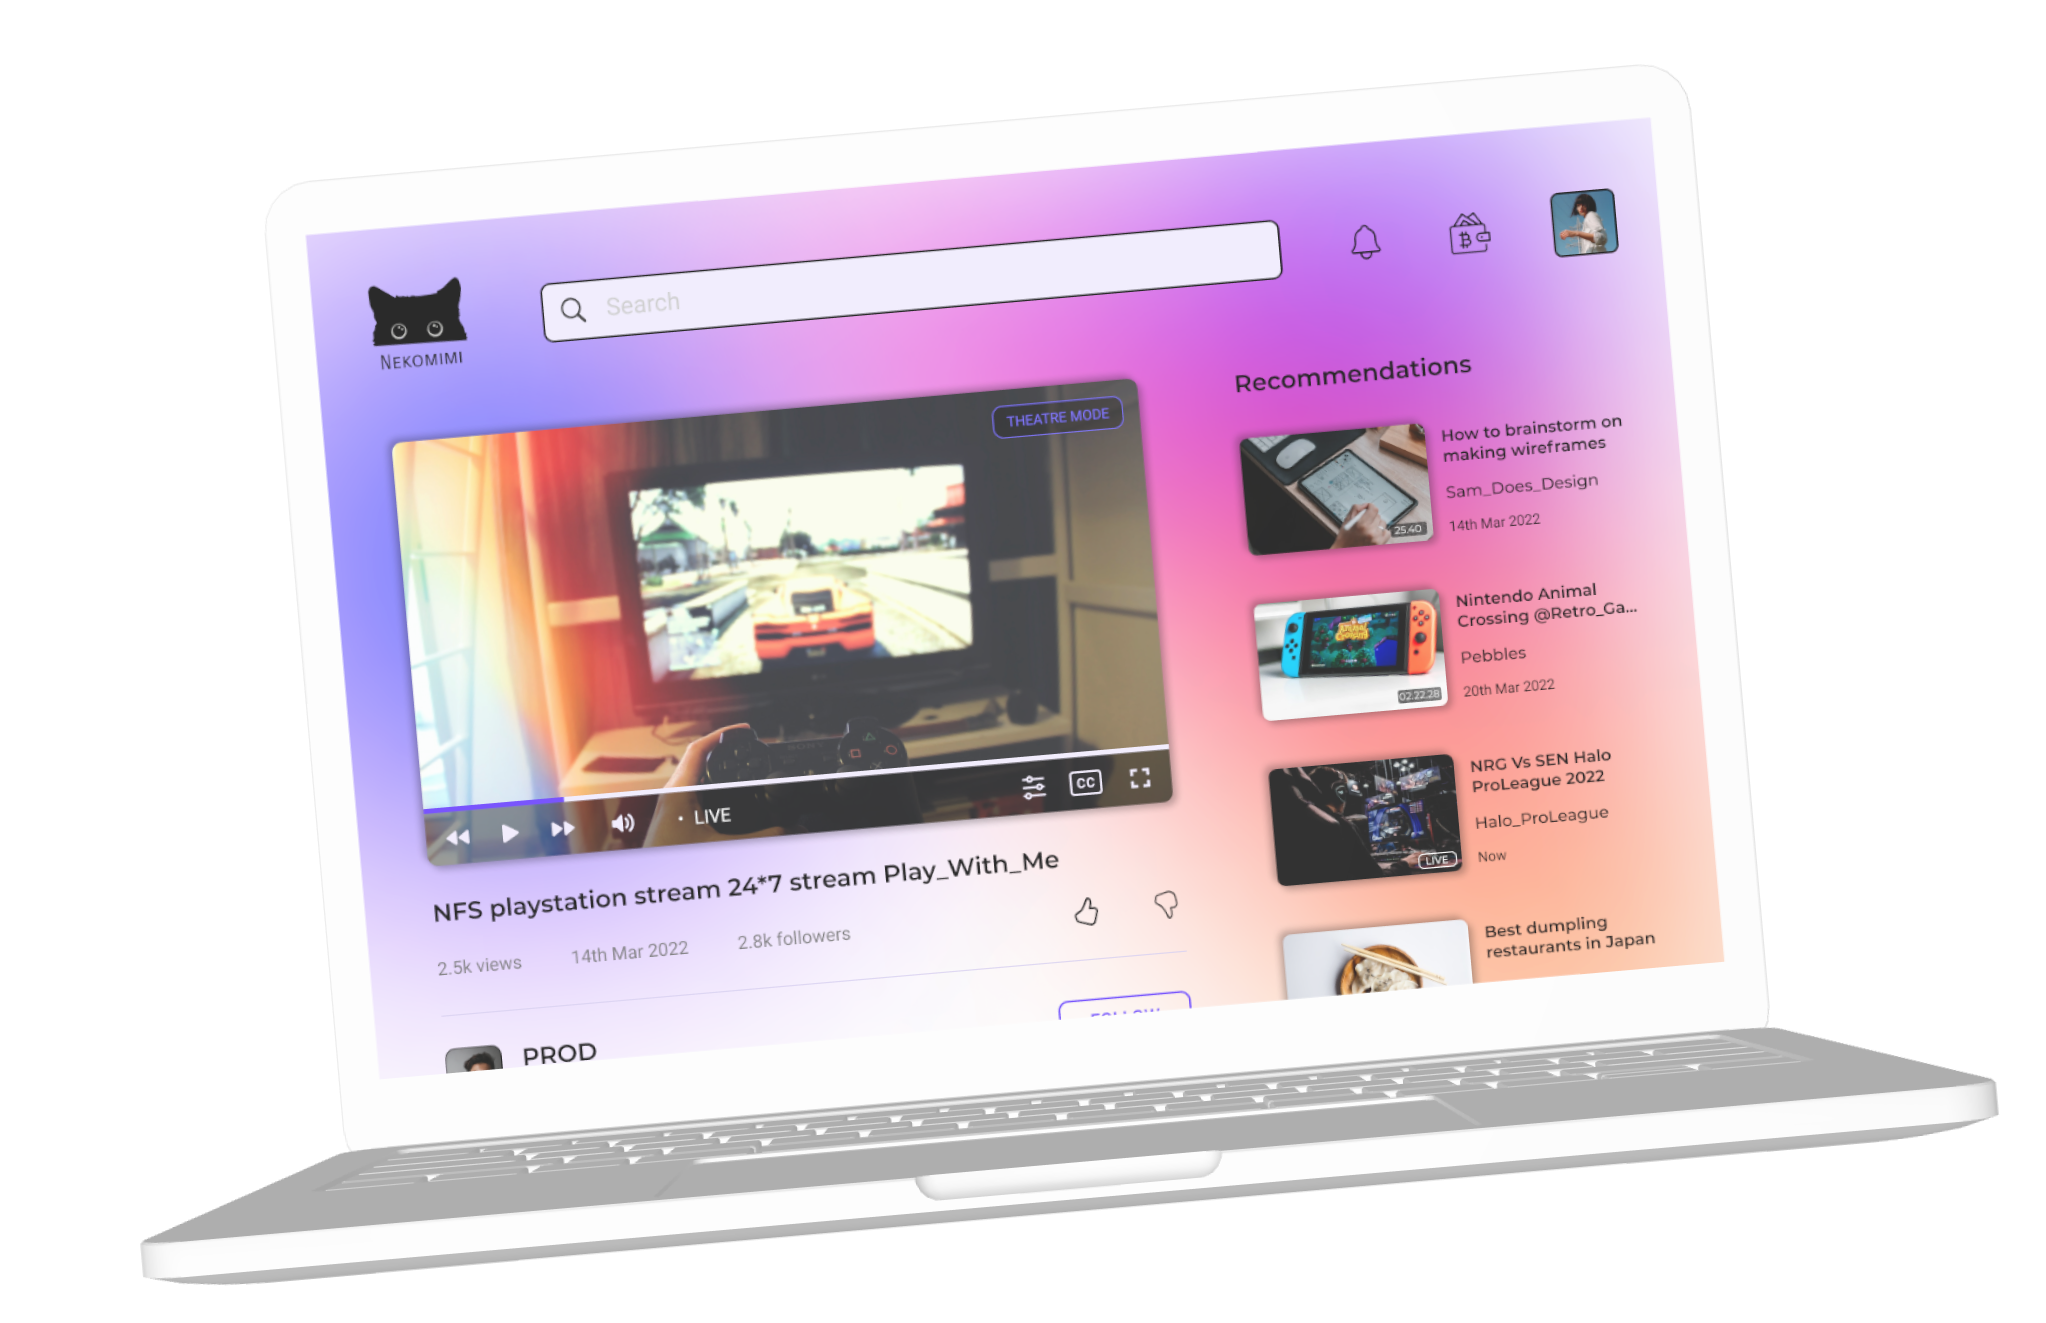 NEKOMIMI
Search
THEATRE MODE
CC
• LIVE
NFS playstation stream 24*7 stream Play_With_Me
2.5k views
14th Mar 2022
2.8k followers
PROD
FOLLOW
Recommendations
25.40
How to brainstorm on
making wireframes
Sam_Does_Design
14th Mar 2022
Animal
Crossing
02.22.28
Nintendo Animal
Crossing @Retro_Ga...
Pebbles
20th Mar 2022
LIVE
NRG Vs SEN Halo
ProLeague 2022
Halo_ProLeague
Now
Best dumpling
restaurants in Japan